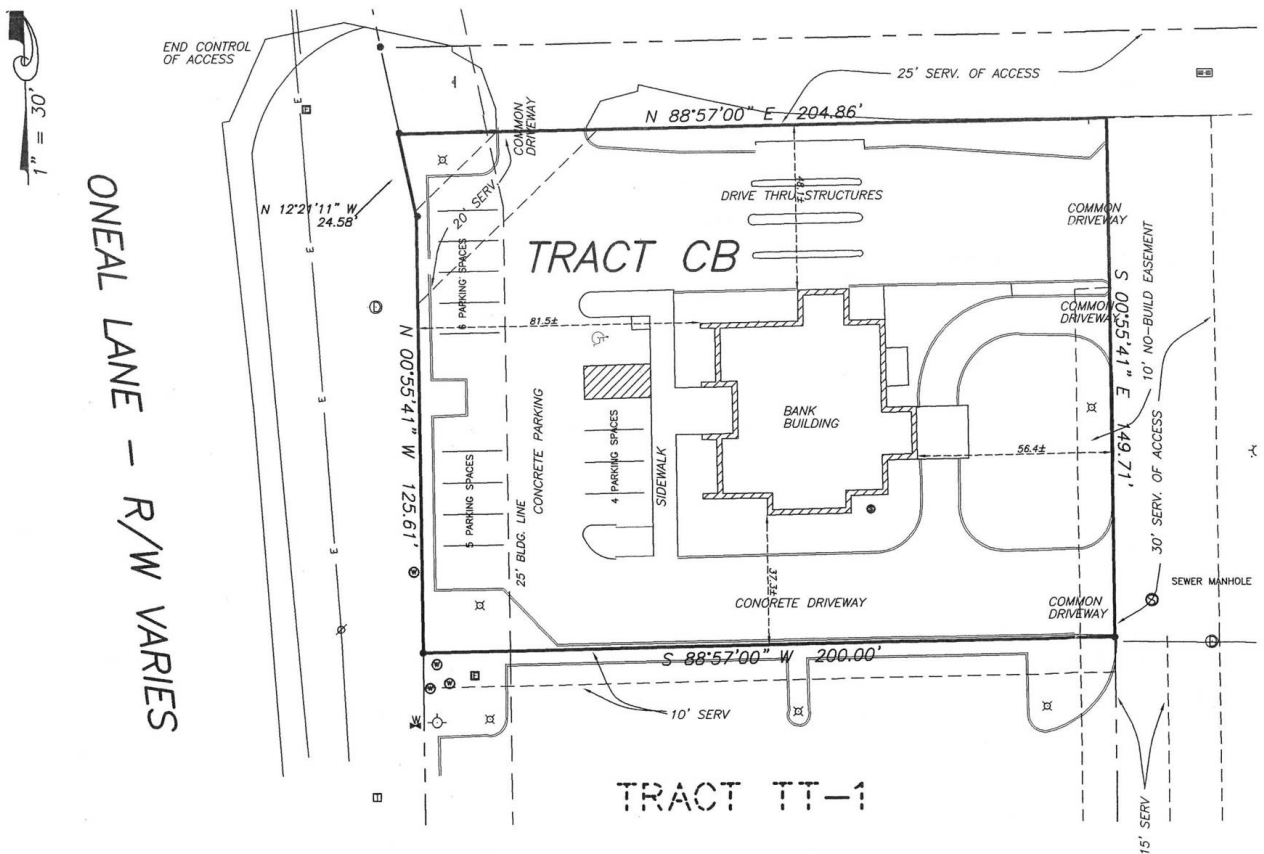 1" = 30'
END CONTROL
OF ACCESS
25' SERV. OF ACCESS
N 88°57'00" E 204.86'
COMMON
DRIVEWAY
N 12°21'11" W
24.58'
20' SERV.
DRIVE THRU STRUCTURES
48.1±
COMMON
DRIVEWAY
TRACT CB
6 PARKING SPACES
ONEAL LANE – R/W VARIES
81.5±
COMMON
DRIVEWAY
S 00°55'41" E 149.71'
10' NO-BUILD EASEMENT
N 00°55'41" W 125.61'
CONCRETE PARKING
4 PARKING SPACES
BANK
BUILDING
56.4±
SIDEWALK
5 PARKING SPACES
25' BLDG. LINE
30' SERV. OF ACCESS
37.3±
SEWER MANHOLE
CONCRETE DRIVEWAY
COMMON
DRIVEWAY
S 88°57'00" W 200.00'
10' SERV
TRACT TT-1
15' SERV
E
E
E
E
W
W
W
W